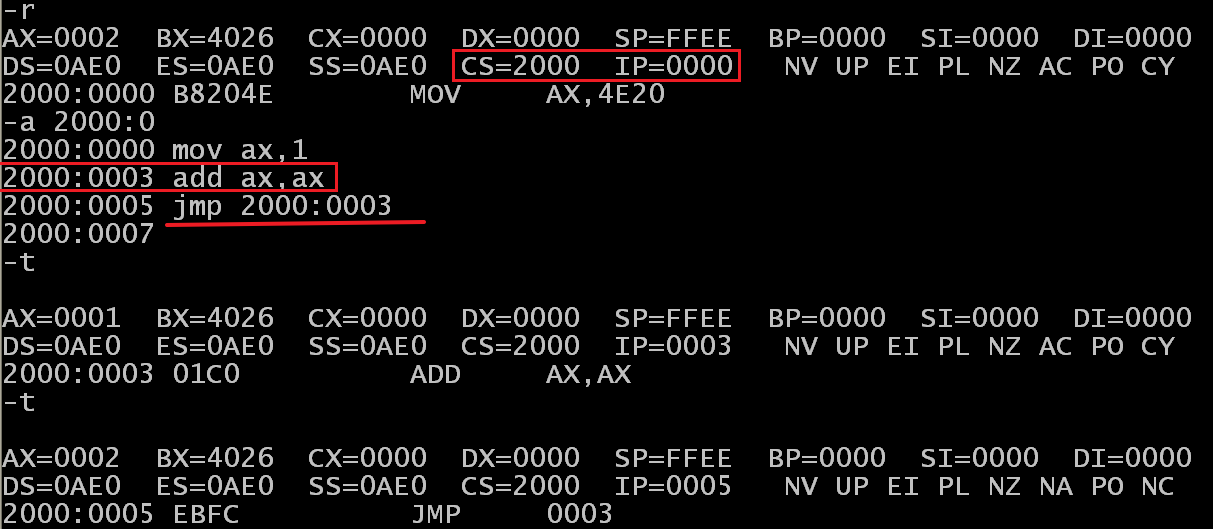 -r
AX=0002  BX=4026  CX=0000  DX=0000  SP=FFEE  BP=0000  SI=0000  DI=0000
DS=0AE0  ES=0AE0  SS=0AE0  CS=2000  IP=0000   NV UP EI PL NZ AC PO CY
2000:0000 B8204E        MOV     AX,4E20
-a 2000:0
2000:0000 mov ax,1
2000:0003 add ax,ax
2000:0005 jmp 2000:0003
2000:0007
-t
AX=0001  BX=4026  CX=0000  DX=0000  SP=FFEE  BP=0000  SI=0000  DI=0000
DS=0AE0  ES=0AE0  SS=0AE0  CS=2000  IP=0003   NV UP EI PL NZ AC PO CY
2000:0003 01C0          ADD     AX,AX
-t
AX=0002  BX=4026  CX=0000  DX=0000  SP=FFEE  BP=0000  SI=0000  DI=0000
DS=0AE0  ES=0AE0  SS=0AE0  CS=2000  IP=0005   NV UP EI PL NZ NA PO NC
2000:0005 EBFC          JMP     0003